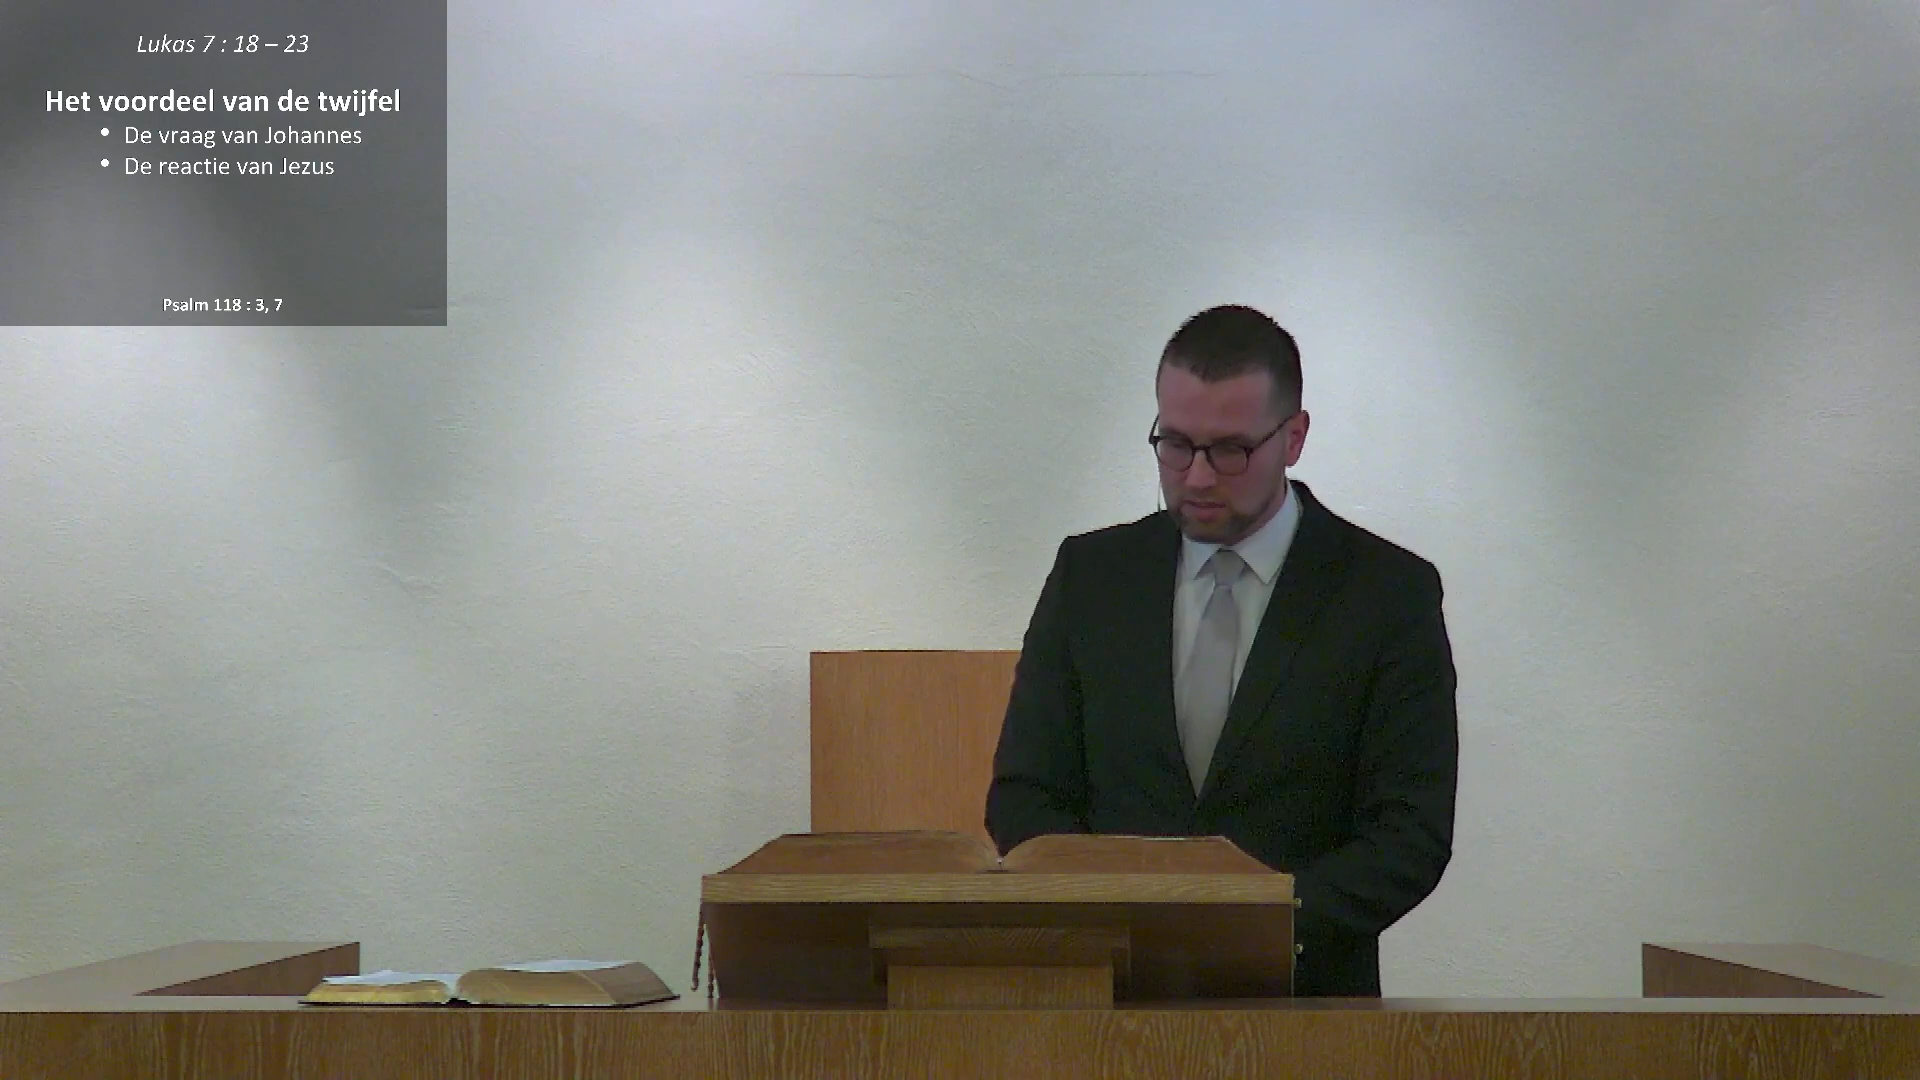 Lukas 7 : 18 – 23
Het voordeel van de twijfel
• De vraag van Johannes
• De reactie van Jezus
Psalm 118 : 3, 7